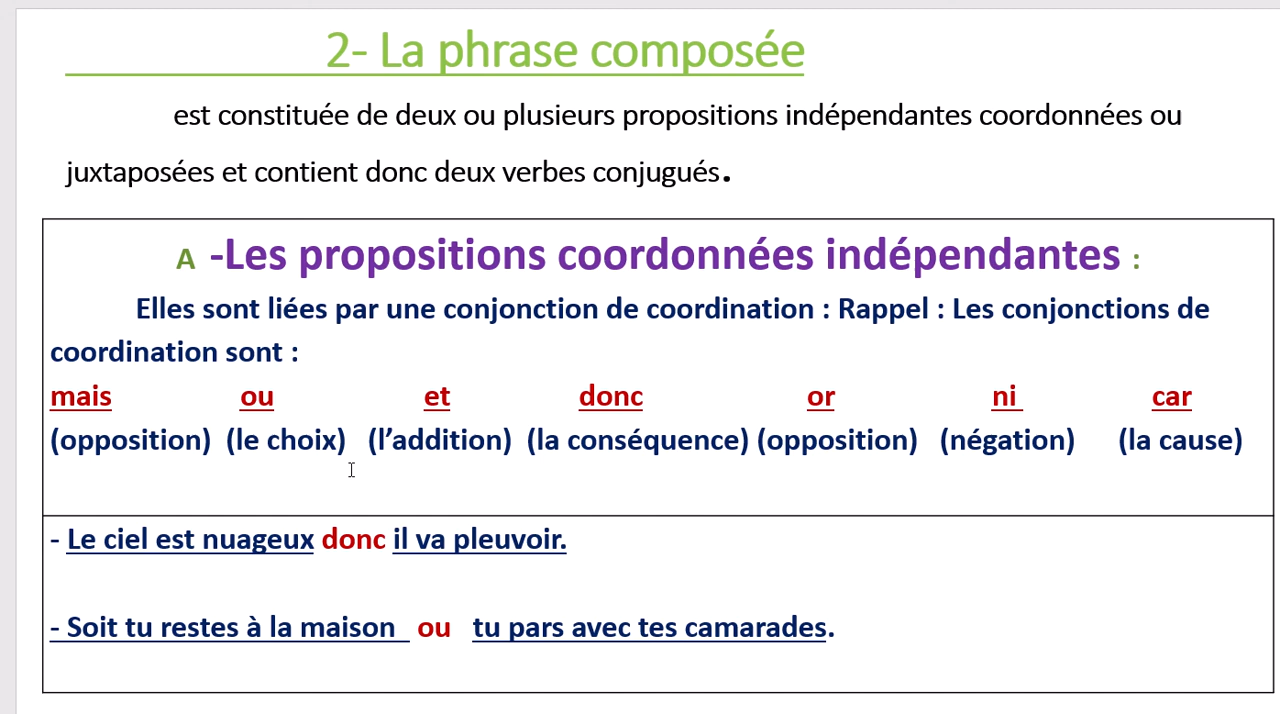 2- La phrase composée
est constituée de deux ou plusieurs propositions indépendantes coordonnées ou
juxtaposées et contient donc deux verbes conjugués.
A -Les propositions coordonnées indépendantes :
Elles sont liées par une conjonction de coordination : Rappel : Les conjonctions de
coordination sont :
mais ou et donc or ni car
(opposition) (le choix) (l’addition) (la conséquence) (opposition) (négation) (la cause)
- Le ciel est nuageux donc il va pleuvoir.
- Soit tu restes à la maison ou tu pars avec tes camarades.